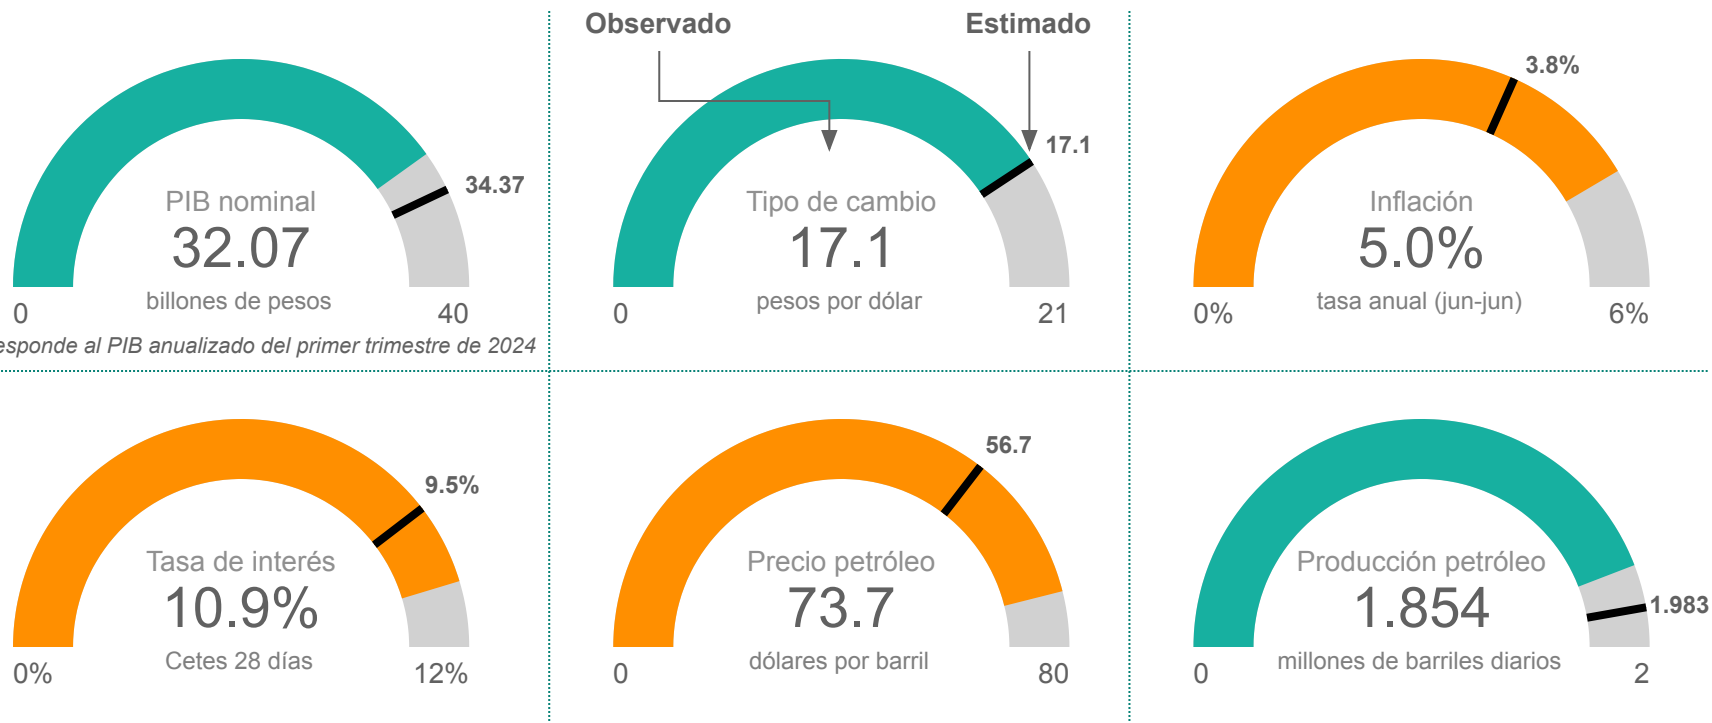 PIB nominal
32.07
billones de pesos
0
40
34.37
al PIB anualizado del primer trimestre de 2024
Observado
Estimado
17.1
Tipo de cambio
17.1
pesos por dólar
0
21
3.8%
Inflación
5.0%
tasa anual (jun-jun)
0%
6%
9.5%
Tasa de interés
10.9%
Cetes 28 días
0%
12%
56.7
Precio petróleo
73.7
dólares por barril
0
80
Producción petróleo
1.854
millones de barriles diarios
1.983
0
2